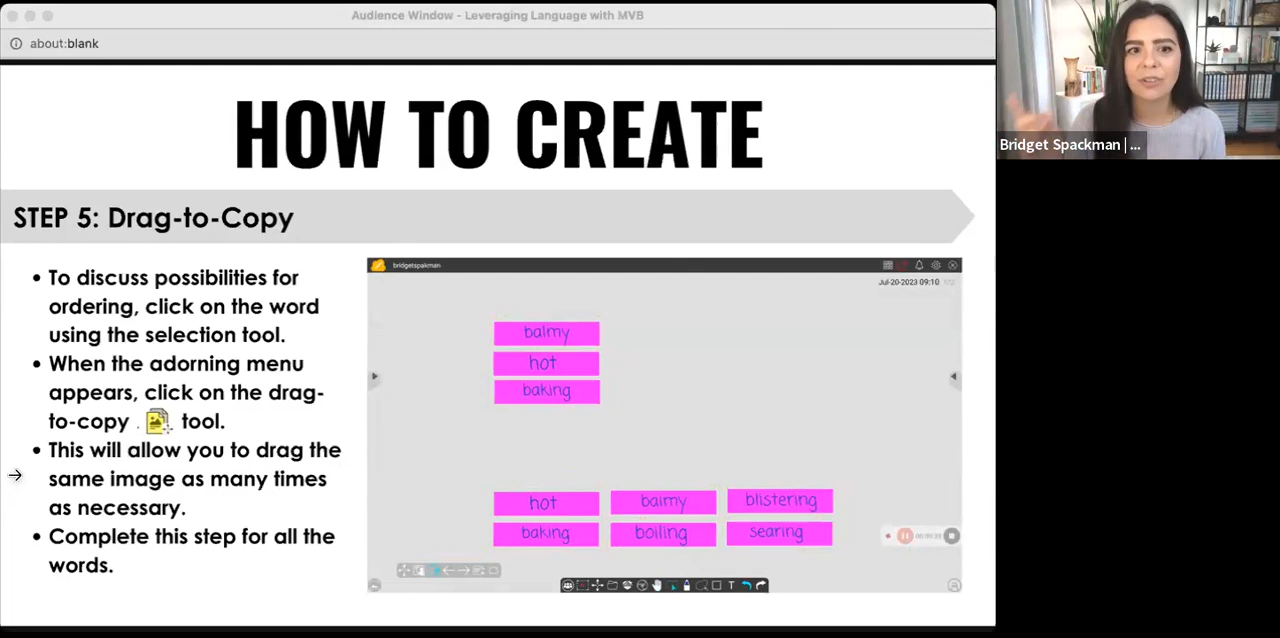 Audience Window - Leveraging Language with MVB
about:blank
HOW TO CREATE
STEP 5: Drag-to-Copy
• To discuss possibilities for
ordering, click on the word
using the selection tool.
• When the adorning menu
appears, click on the drag-
to-copy tool.
• This will allow you to drag the
same image as many times
as necessary.
• Complete this step for all the
words.
bridgetspakman
Jul-20-2023 09:10
balmy
hot
baking
hot balmy blistering
baking boiling searing
Bridget Spackman | ...